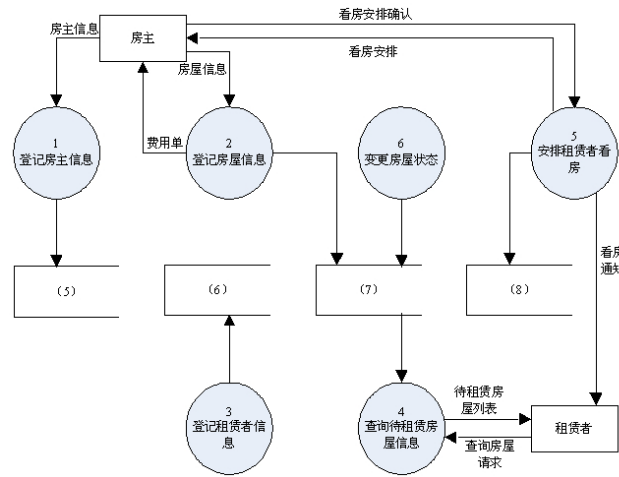 看房安排确认
房主信息
房主
看房安排
房屋信息
1
登记房主信息
费用单
2
登记房屋信息
6
变更房屋状态
5
安排租赁者看
房
看房
通知
（5）
（6）
（7）
（8）
3
登记租赁者信
息
4
查询待租赁房
屋信息
待租赁房
屋列表
租赁者
查询房屋
请求